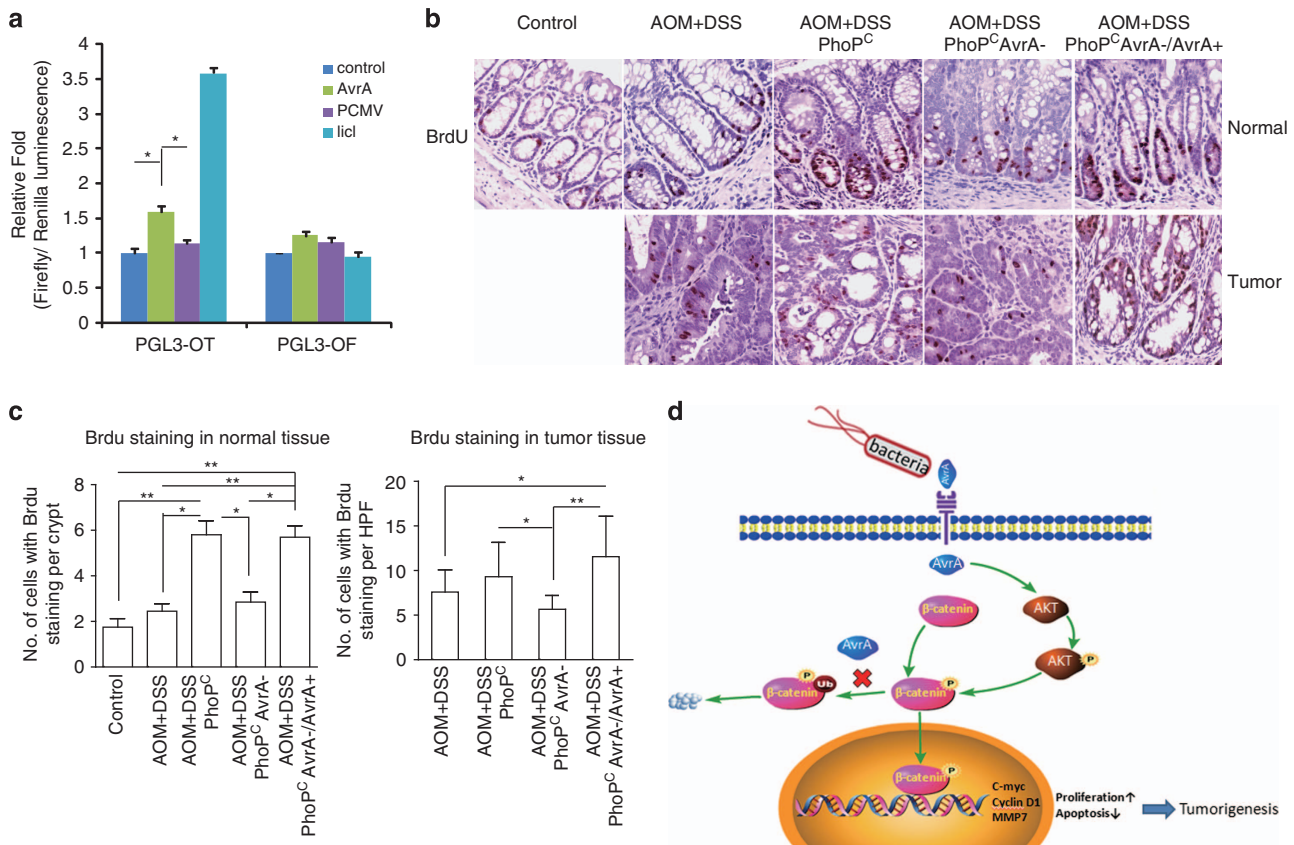 a
Relative Fold
(Firefly/ Renilla luminescence)
4
3.5
3
2.5
2
1.5
1
0.5
0
control
AvrA
PCMV
licl
* *
PGL3-OT PGL3-OF
b
Control
AOM+DSS
AOM+DSS
PhoP^C
AOM+DSS
PhoP^C AvrA-
AOM+DSS
PhoP^C AvrA-/AvrA+
BrdU
Normal
Tumor
c
Brdu staining in normal tissue
No. of cells with Brdu
staining per crypt
8
6
4
2
0
**
**
** * *
* *
Control
AOM+DSS
AOM+DSS
PhoP^C
AOM+DSS
PhoP^C AvrA-
AOM+DSS
PhoP^C AvrA-/AvrA+
Brdu staining in tumor tissue
No. of cells with Brdu
staining per HPF
20
15
10
5
0
*
**
*
AOM+DSS
AOM+DSS
PhoP^C
AOM+DSS
PhoP^C AvrA-
AOM+DSS
PhoP^C AvrA-/AvrA+
d
bacteria
AvrA
AvrA
β-catenin
AKT
AvrA
AKT
P
P
Ub
β-catenin
β-catenin
P
β-catenin
P
C-myc
Cyclin D1
MMP7
Proliferation↑
Apoptosis↓
Tumorigenesis